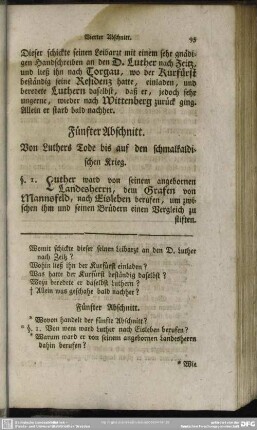 Vierter Abschnitt. 45
Dieser schickte seinen Leibarzt mit einem sehr gnädi-
gen Handschreiben an den D. Luther nach Zeitz,
und ließ ihn nach Torgau, wo der Kurfürst
beständig seine Residenz hatte, einladen, und
beredete Luthern daselbst, daß er, jedoch sehr
ungerne, wieder nach Wittenberg zurück ging.
Allein er starb bald nachher.
Fünfter Abschnitt.
Von Luthers Tode bis auf den schmalkaldi-
schen Krieg.
§. 1. Luther ward von seinem angebornen
Landesherrn, dem Grafen von
Mannsfeld, nach Eisleben berufen, um zwi-
schen ihm und seinen Brüdern einen Vergleich zu
stiften.
Womit schickte dieser seinen Leibarzt an den D. Luther
nach Zeitz?
Wohin ließ ihn der Kurfürst einladen?
Was hatte der Kurfürst beständig daselbst?
Wozu beredete er daselbst Luthern?
† Allein was geschahe bald nachher?
Fünfter Abschnitt.
* Wovon handelt der fünfte Abschnitt?
* §. 1. Von wem ward Luther nach Eisleben berufen?
* Warum ward er von seinem angebornen Landesherrn
dahin berufen?
* Wie